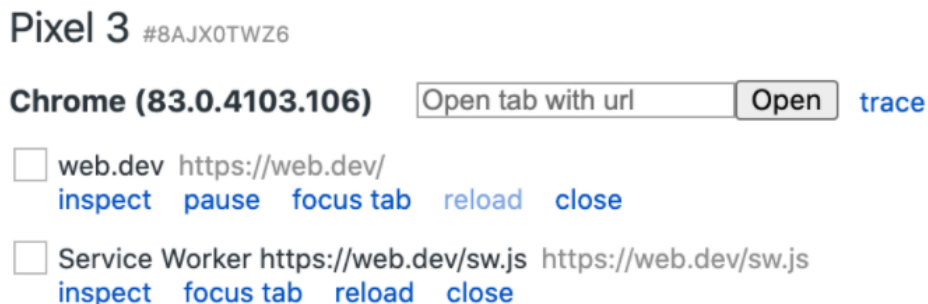 Pixel 3 #8AJX0TWZ6
Chrome (83.0.4103.106) Open tab with url Open trace
web.dev https://web.dev/
inspect pause focus tab reload close
Service Worker https://web.dev/sw.js https://web.dev/sw.js
inspect focus tab reload close